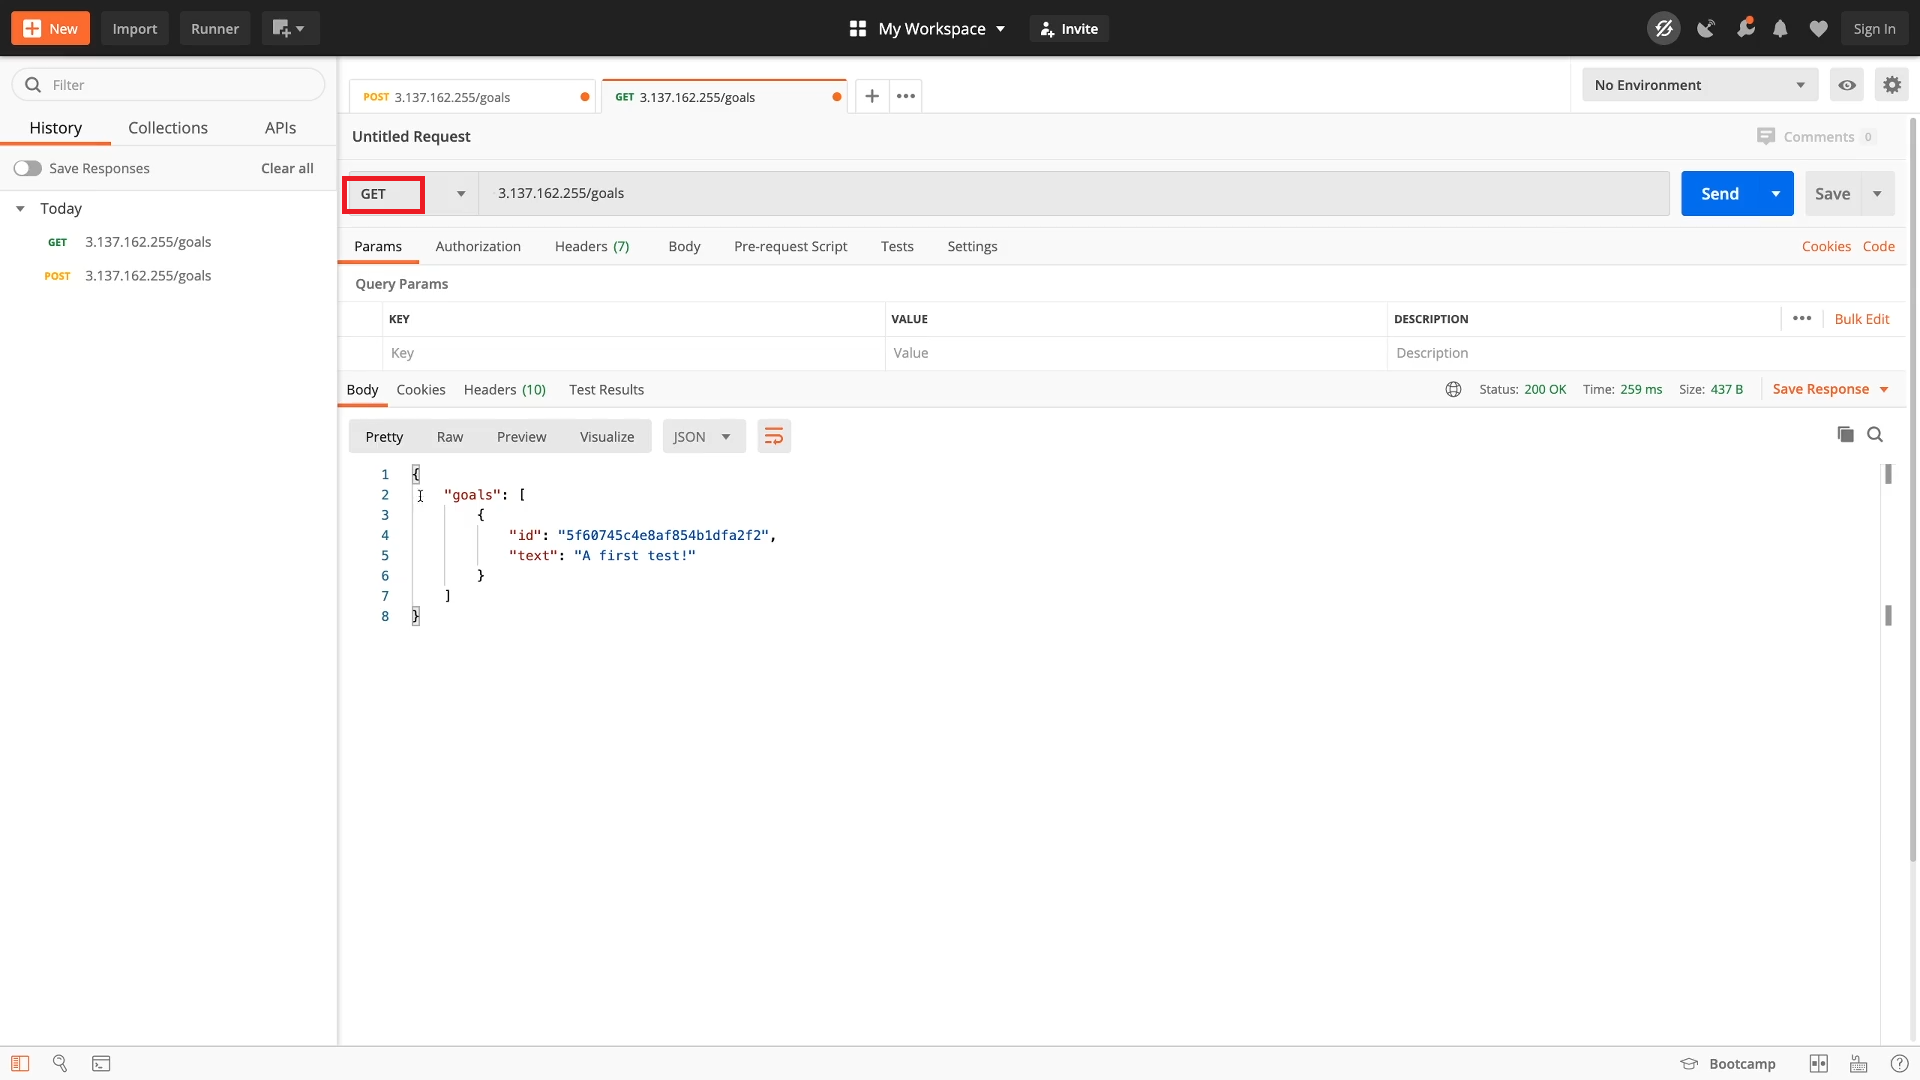 New Import Runner My Workspace Invite Sign In
Filter
POST 3.137.162.255/goals GET 3.137.162.255/goals No Environment
History Collections APIs
Untitled Request Comments 0
Save Responses Clear all
GET 3.137.162.255/goals Send Save
Today
GET 3.137.162.255/goals
POST 3.137.162.255/goals
Params Authorization Headers (7) Body Pre-request Script Tests Settings Cookies Code
Query Params
KEY VALUE DESCRIPTION Bulk Edit
Key Value Description
Body Cookies Headers (10) Test Results Status: 200 OK Time: 259 ms Size: 437 B Save Response
Pretty Raw Preview Visualize JSON
1 {
2 "goals": [
3 {
4 "id": "5f60745c4e8af854b1dfa2f2",
5 "text": "A first test!"
6 }
7 ]
8 }
Bootcamp